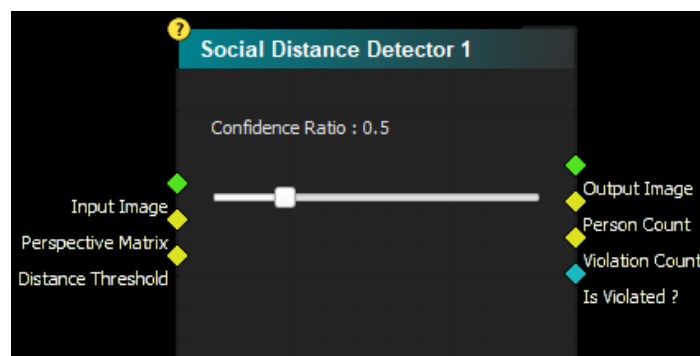 ?
Social Distance Detector 1
Confidence Ratio : 0.5
Input Image
Perspective Matrix
Distance Threshold
Output Image
Person Count
Violation Count
Is Violated ?